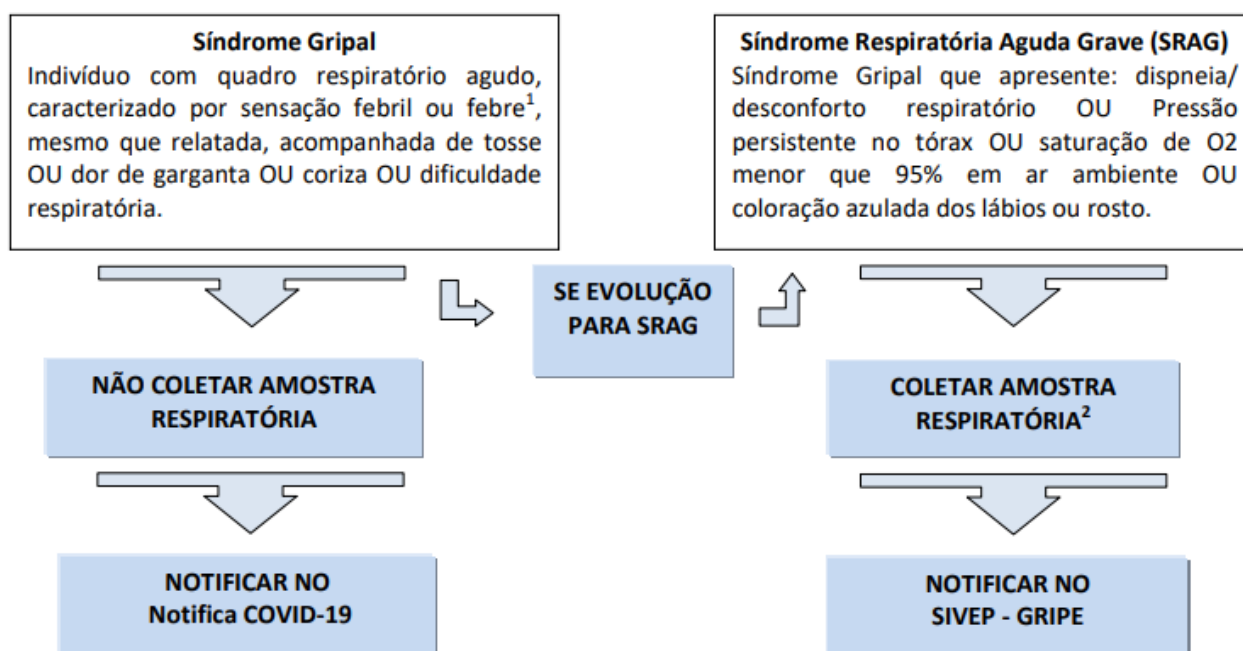 Síndrome Gripal
Indivíduo com quadro respiratório agudo,
caracterizado por sensação febril ou febre¹,
mesmo que relatada, acompanhada de tosse
OU dor de garganta OU coriza OU dificuldade
respiratória.
Síndrome Respiratória Aguda Grave (SRAG)
Síndrome Gripal que apresente: dispneia/
desconforto respiratório OU Pressão
persistente no tórax OU saturação de O2
menor que 95% em ar ambiente OU
coloração azulada dos lábios ou rosto.
SE EVOLUÇÃO
PARA SRAG
NÃO COLETAR AMOSTRA
RESPIRATÓRIA
COLETAR AMOSTRA
RESPIRATÓRIA²
NOTIFICAR NO
Notifica COVID-19
NOTIFICAR NO
SIVEP - GRIPE